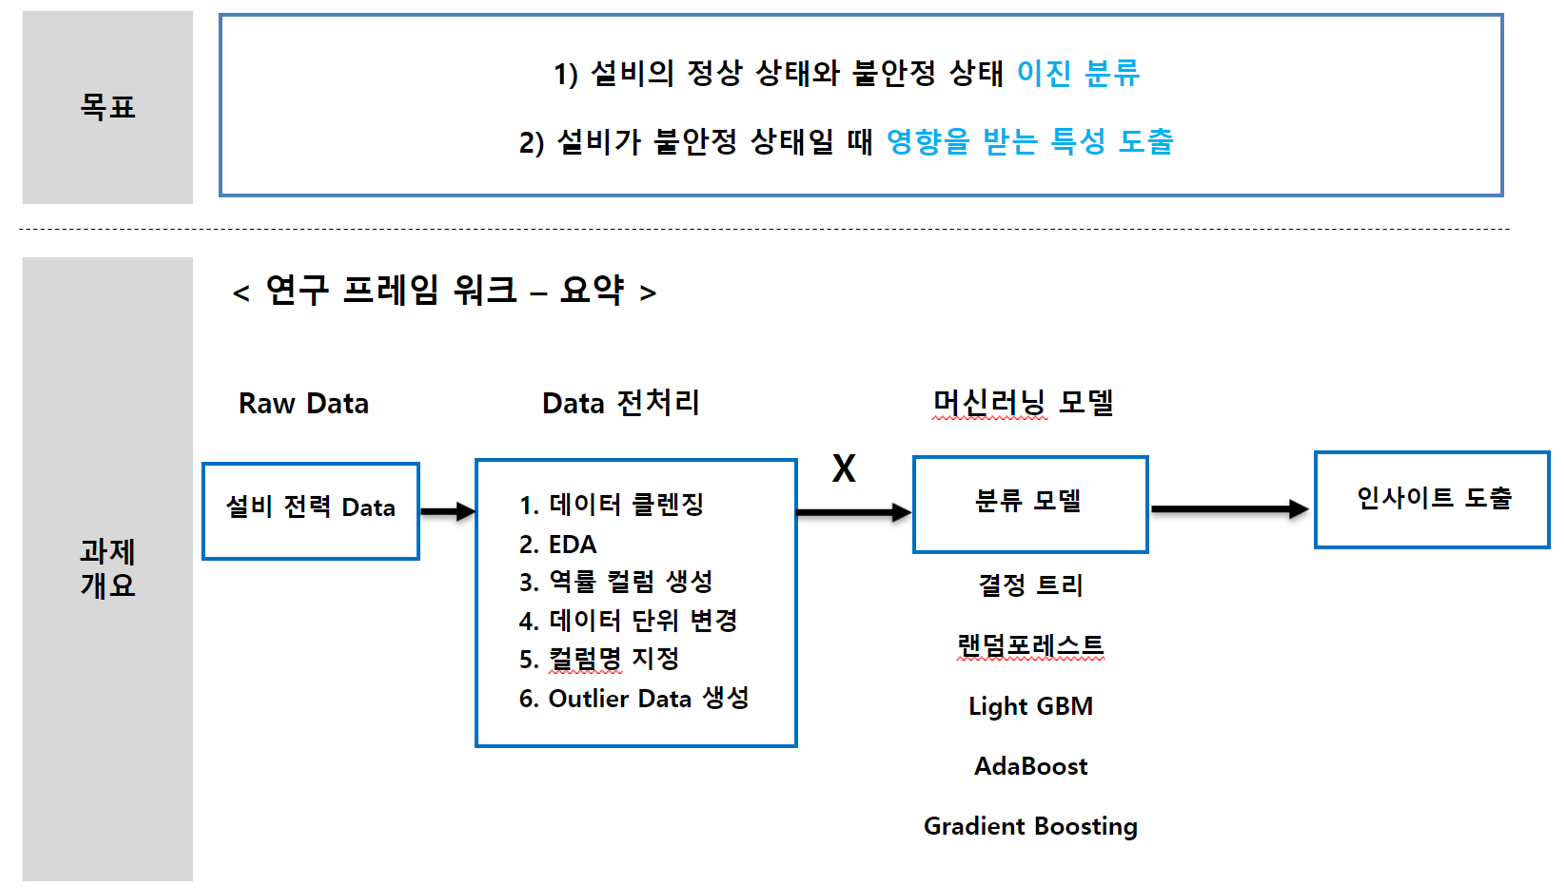 목표
1) 설비의 정상 상태와 불안정 상태 이진 분류
2) 설비가 불안정 상태일 때 영향을 받는 특성 도출
과제
개요
< 연구 프레임 워크 – 요약 >
Raw Data
설비 전력 Data
Data 전처리
1. 데이터 클렌징
2. EDA
3. 역률 컬럼 생성
4. 데이터 단위 변경
5. 컬럼명 지정
6. Outlier Data 생성
X
머신러닝 모델
분류 모델
결정 트리
랜덤포레스트
Light GBM
AdaBoost
Gradient Boosting
인사이트 도출